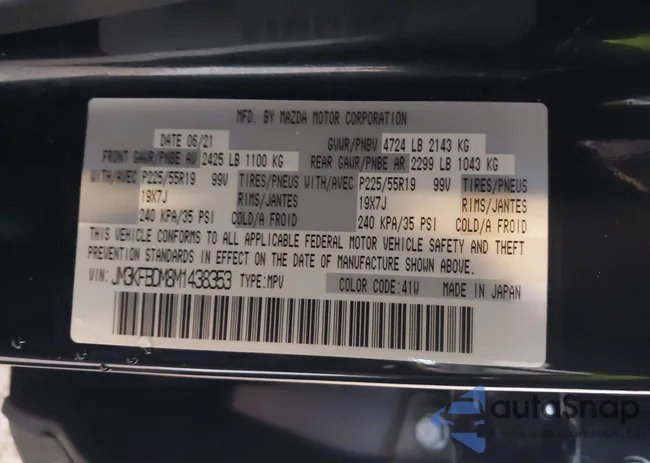 MFD. BY MAZDA MOTOR CORPORATION
DATE 06/21 GVWR/PNBV 4724 LB 2143 KG
FRONT GAWR/PNBE AV 2425 LB 1100 KG REAR GAWR/PNBE AR 2299 LB 1043 KG
WITH/AVEC P225/55R19 99V TIRES/PNEUS WITH/AVEC P225/55R19 99V TIRES/PNEUS
19X7J RIMS/JANTES 19X7J RIMS/JANTES
240 KPA/35 PSI COLD/A FROID 240 KPA/35 PSI COLD/A FROID
THIS VEHICLE CONFORMS TO ALL APPLICABLE FEDERAL MOTOR VEHICLE SAFETY AND THEFT
PREVENTION STANDARDS IN EFFECT ON THE DATE OF MANUFACTURE SHOWN ABOVE.
VIN: JM3KFBDM8M1438353 TYPE:MPV COLOR CODE:41W MADE IN JAPAN
autoSnap